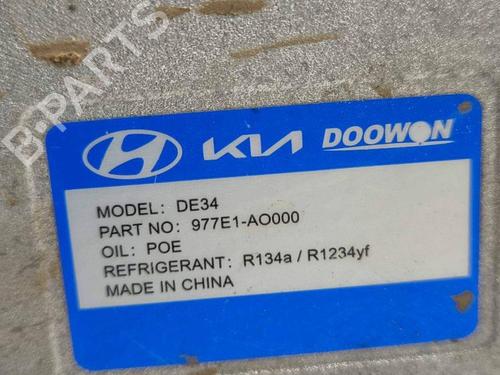 B-PARTS
KIA DOOWON
MODEL: DE34
PART NO: 977E1-AO000
OIL: POE
REFRIGERANT: R134a / R1234yf
MADE IN CHINA